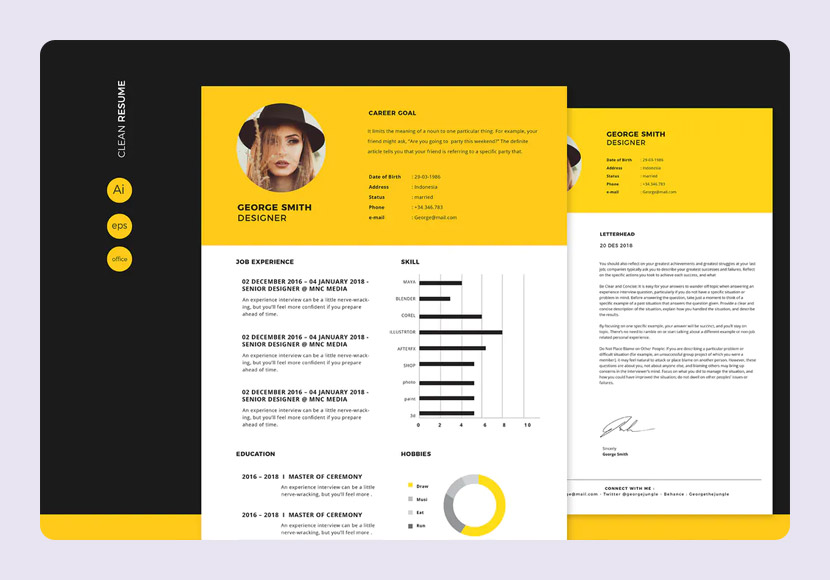 CLEAN RESUME
Ai
eps
office
GEORGE SMITH
DESIGNER
CAREER GOAL
It limits the meaning of a noun to one particular thing. For example, your
friend might ask, "Are you going to party this weekend?" The definite
article tells you that your friend is referring to a specific party that.
Date of Birth : 29-03-1986
Address : Indonesia
Status : married
Phone : +34.346.783
e-mail : George@mail.com
JOB EXPERIENCE
02 DECEMBER 2016 – 04 JANUARY 2018 -
SENIOR DESIGNER @ MNC MEDIA
An experience interview can be a little nerve-wrack-
ing, but you'll feel more confident if you prepare
ahead of time.
02 DECEMBER 2016 – 04 JANUARY 2018 -
SENIOR DESIGNER @ MNC MEDIA
An experience interview can be a little nerve-wrack-
ing, but you'll feel more confident if you prepare
ahead of time.
02 DECEMBER 2016 – 04 JANUARY 2018 -
SENIOR DESIGNER @ MNC MEDIA
An experience interview can be a little nerve-wrack-
ing, but you'll feel more confident if you prepare
ahead of time.
SKILL
MAYA
BLENDER
COREL
ILLUSTRATOR
AFTERFX
SHOP
photo
paint
3d
0 2 4 6 8 10
EDUCATION
2016 – 2018 I MASTER OF CEREMONY
An experience interview can be a little
nerve-wracking, but you'll feel more .
2016 – 2018 I MASTER OF CEREMONY
An experience interview can be a little
nerve-wracking, but you'll feel more .
HOBBIES
Draw
Musi
Eat
Run
GEORGE SMITH
DESIGNER
Date of Birth : 29-03-1986
Address : Indonesia
Status : married
Phone : +34.346.783
e-mail : George@mail.com
LETTERHEAD
20 DES 2018
You should also reflect on your greatest achievements and greatest struggles at your last
job. companies typically ask you to describe your greatest successes and failures. Reflect
on the specific actions you took to achieve each success, and what
Be Clear and Concise: It is easy for your answers to wander off-topic when answering an
experience interview question, particularly if you do not have a specific situation or
problem in mind. Before answering the question, take just a moment to think of a
specific example of a past situation that answers the question given. Provide a clear and
concise description of the situation, explain how you handled the situation, and describe
the results.
By focusing on one specific example, your answer will be succinct, and you'll stay on
topic. There's no need to ramble on or start talking about a different example or non-job
related personal experience.
Do Not Place Blame on Other People. If you are describing a particular problem or
difficult situation (for example, an unsuccessful group project of which you were a
member), it may feel natural to attack or place blame on another person. However, these
questions are about you, not about anyone else, and blaming others may bring up
concerns in the interviewer's mind. Focus on what you did to manage the situation, and
how you could have improved the situation, do not dwell on other peoples' issues or
failures.
Sincerly
George Smith
CONNECT WITH ME :
@mail.com - Twitter @georgejungle - Behance . Georgethejungle